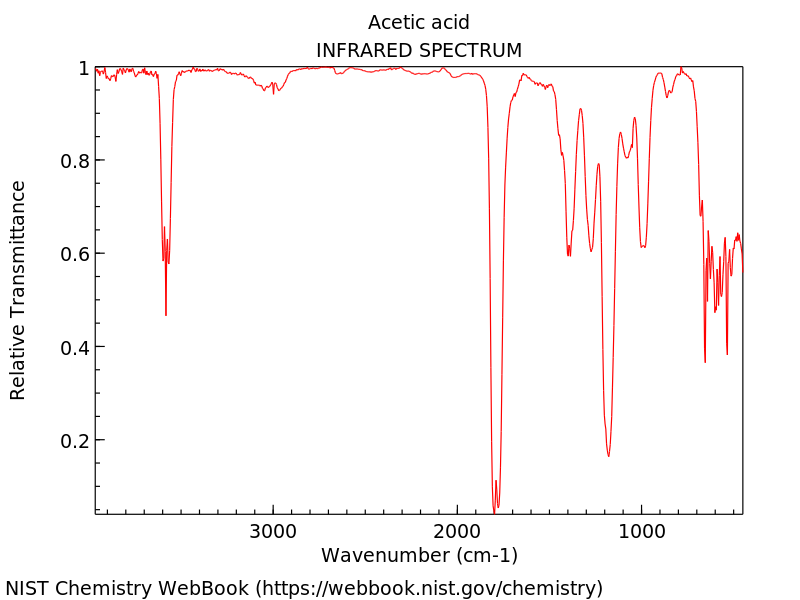 Acetic acid
INFRARED SPECTRUM
1
0.8
0.6
0.4
0.2
Relative Transmittance
3000 2000 1000
Wavenumber (cm-1)
NIST Chemistry WebBook (https://webbook.nist.gov/chemistry)